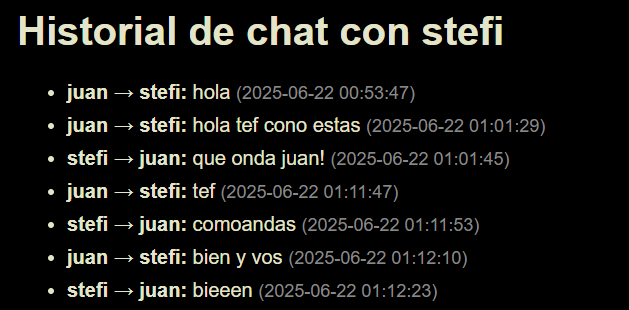 Historial de chat con stefi
• juan → stefi: hola (2025-06-22 00:53:47)
• juan → stefi: hola tef cono estas (2025-06-22 01:01:29)
• stefi → juan: que onda juan! (2025-06-22 01:01:45)
• juan → stefi: tef (2025-06-22 01:11:47)
• stefi → juan: comoandas (2025-06-22 01:11:53)
• juan → stefi: bien y vos (2025-06-22 01:12:10)
• stefi → juan: bieeen (2025-06-22 01:12:23)